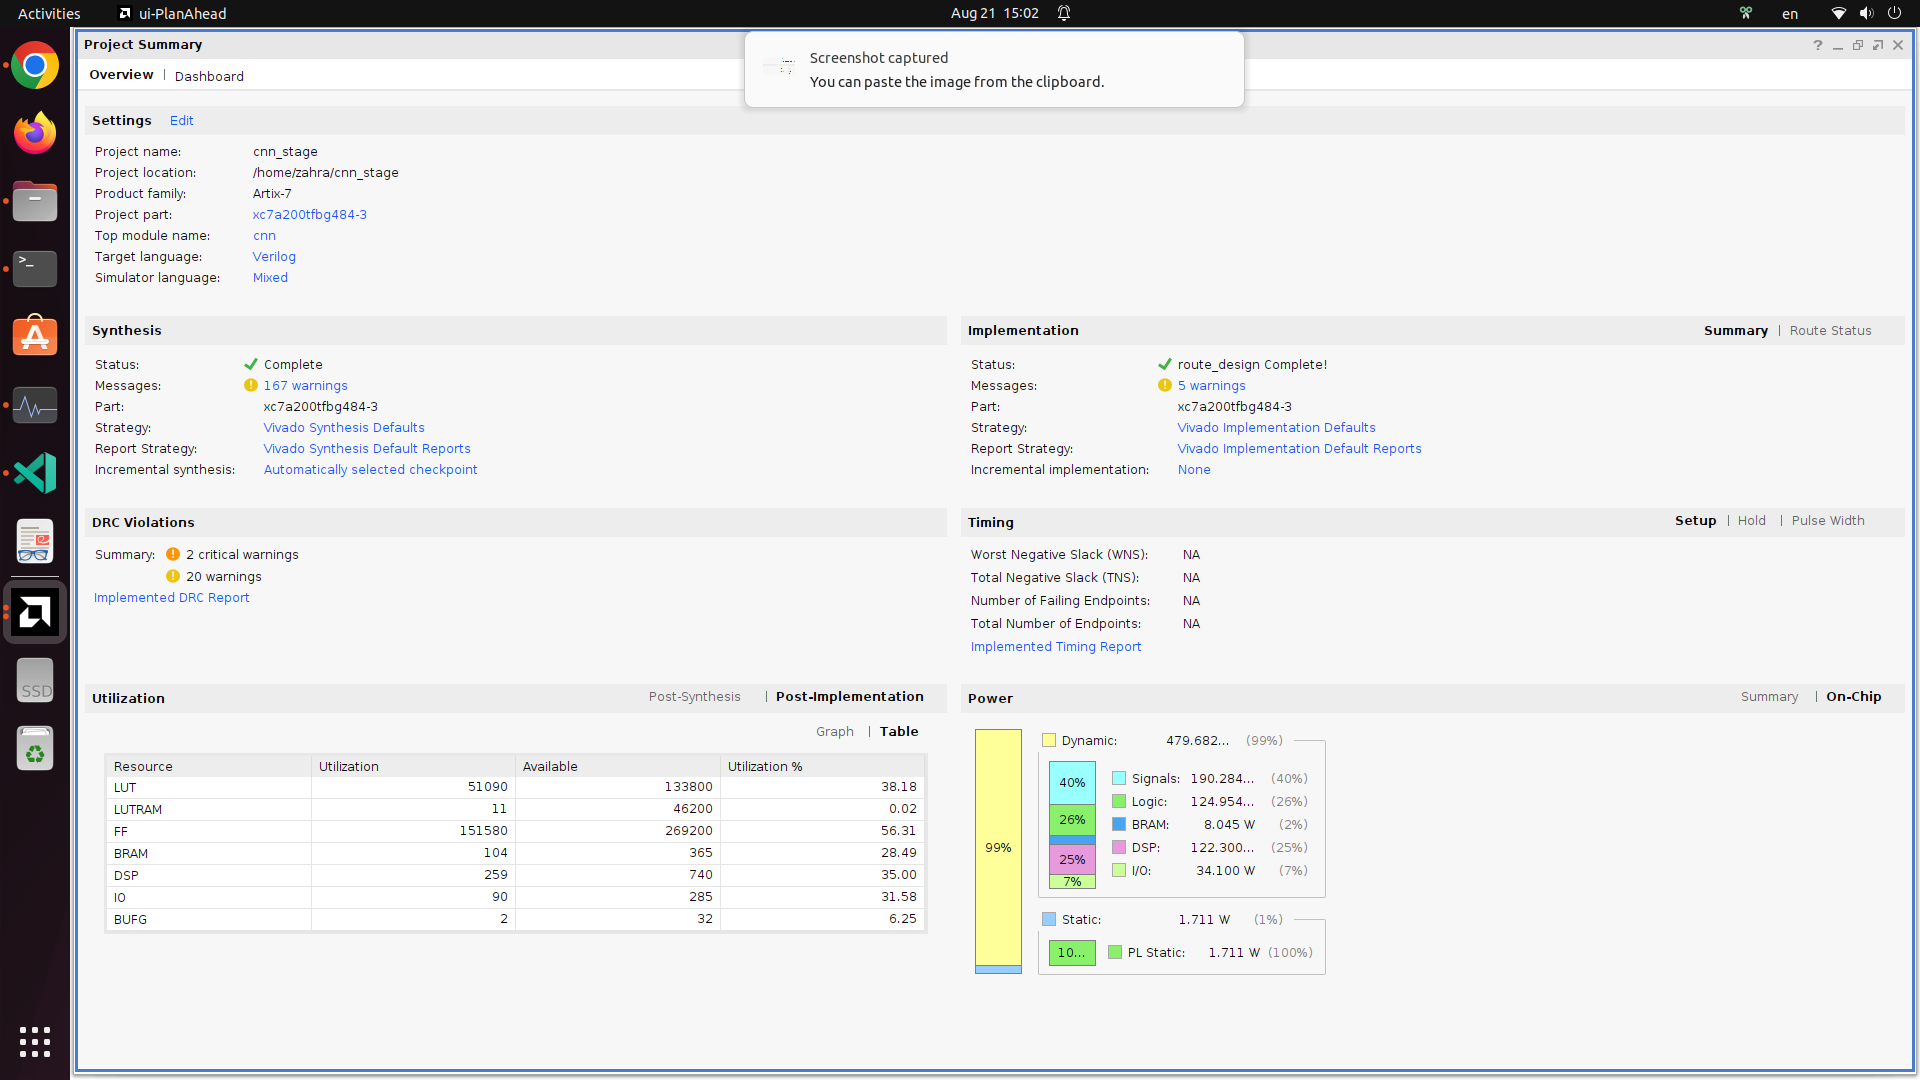 Activities
ui-PlanAhead
Aug 21 15:02
en
Project Summary
Screenshot captured
You can paste the image from the clipboard.
Overview | Dashboard
Settings Edit
Project name: cnn_stage
Project location: /home/zahra/cnn_stage
Product family: Artix-7
Project part: xc7a200tfbg484-3
Top module name: cnn
Target language: Verilog
Simulator language: Mixed
Synthesis
Status: Complete
Messages: 167 warnings
Part: xc7a200tfbg484-3
Strategy: Vivado Synthesis Defaults
Report Strategy: Vivado Synthesis Default Reports
Incremental synthesis: Automatically selected checkpoint
Implementation Summary | Route Status
Status: route_design Complete!
Messages: 5 warnings
Part: xc7a200tfbg484-3
Strategy: Vivado Implementation Defaults
Report Strategy: Vivado Implementation Default Reports
Incremental implementation: None
DRC Violations
Summary: 2 critical warnings
20 warnings
Implemented DRC Report
Timing Setup | Hold | Pulse Width
Worst Negative Slack (WNS): NA
Total Negative Slack (TNS): NA
Number of Failing Endpoints: NA
Total Number of Endpoints: NA
Implemented Timing Report
Utilization Post-Synthesis | Post-Implementation
Graph | Table
Resource Utilization Available Utilization %
LUT 51090 133800 38.18
LUTRAM 11 46200 0.02
FF 151580 269200 56.31
BRAM 104 365 28.49
DSP 259 740 35.00
IO 90 285 31.58
BUFG 2 32 6.25
Power Summary | On-Chip
99%
Dynamic: 479.682... (99%)
40%
26%
25%
7%
Signals: 190.284... (40%)
Logic: 124.954... (26%)
BRAM: 8.045 W (2%)
DSP: 122.300... (25%)
I/O: 34.100 W (7%)
Static: 1.711 W (1%)
10... PL Static: 1.711 W (100%)
SSD